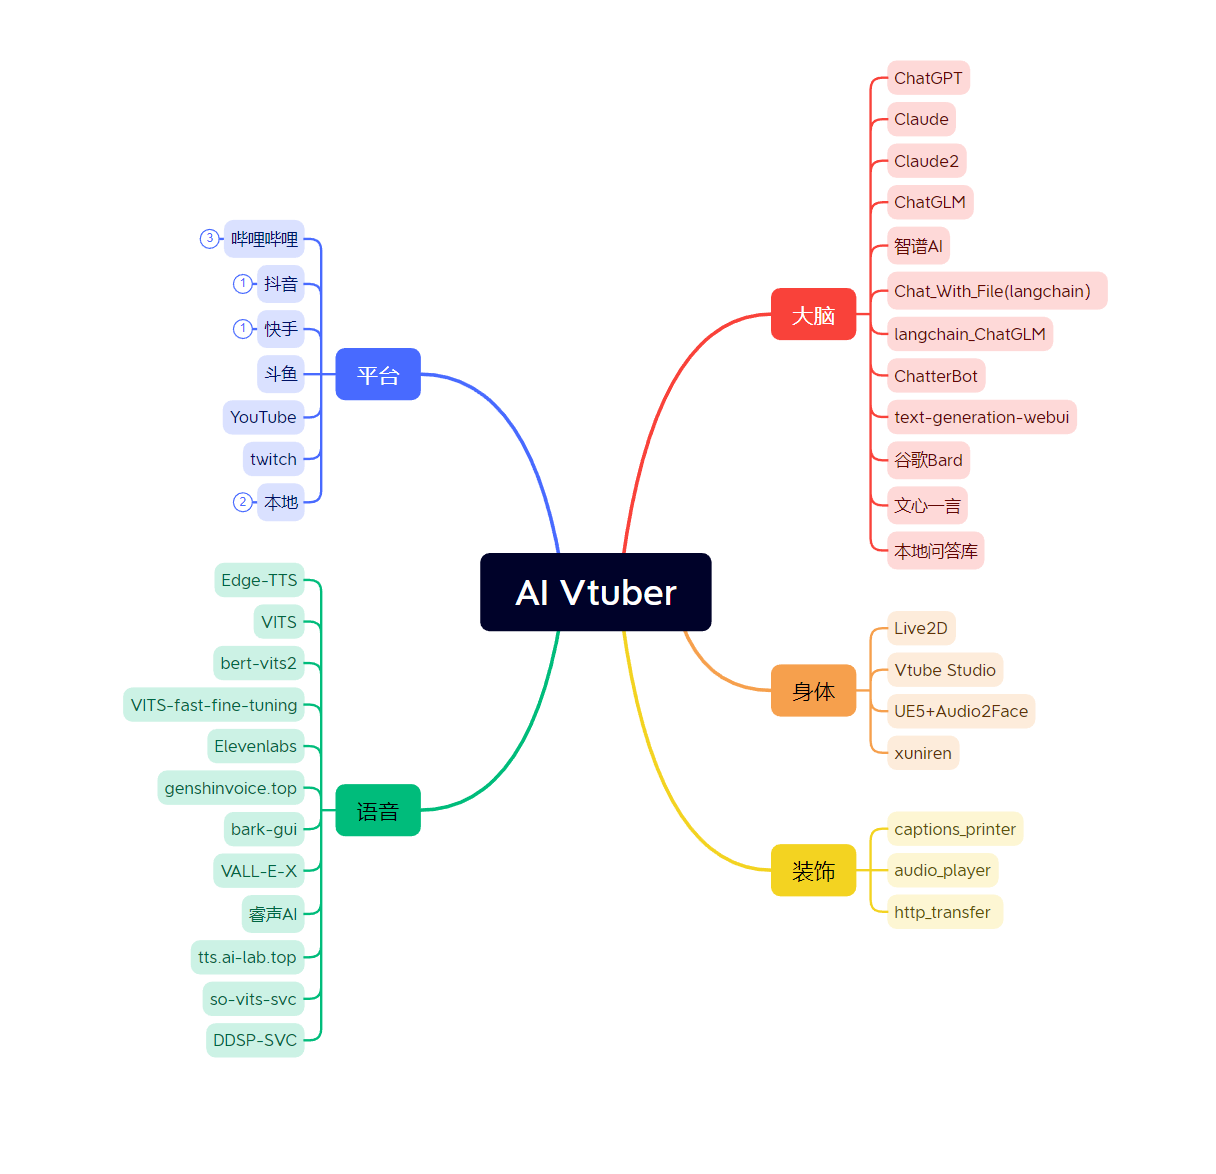 AI Vtuber
平台
3
哔哩哔哩
1
抖音
1
快手
斗鱼
YouTube
twitch
2
本地
语音
Edge-TTS
VITS
bert-vits2
VITS-fast-fine-tuning
Elevenlabs
genshinvoice.top
bark-gui
VALL-E-X
睿声AI
tts.ai-lab.top
so-vits-svc
DDSP-SVC
大脑
ChatGPT
Claude
Claude2
ChatGLM
智谱AI
Chat_With_File(langchain)
langchain_ChatGLM
ChatterBot
text-generation-webui
谷歌Bard
文心一言
本地问答库
身体
Live2D
Vtube Studio
UE5+Audio2Face
xuniren
装饰
captions_printer
audio_player
http_transfer